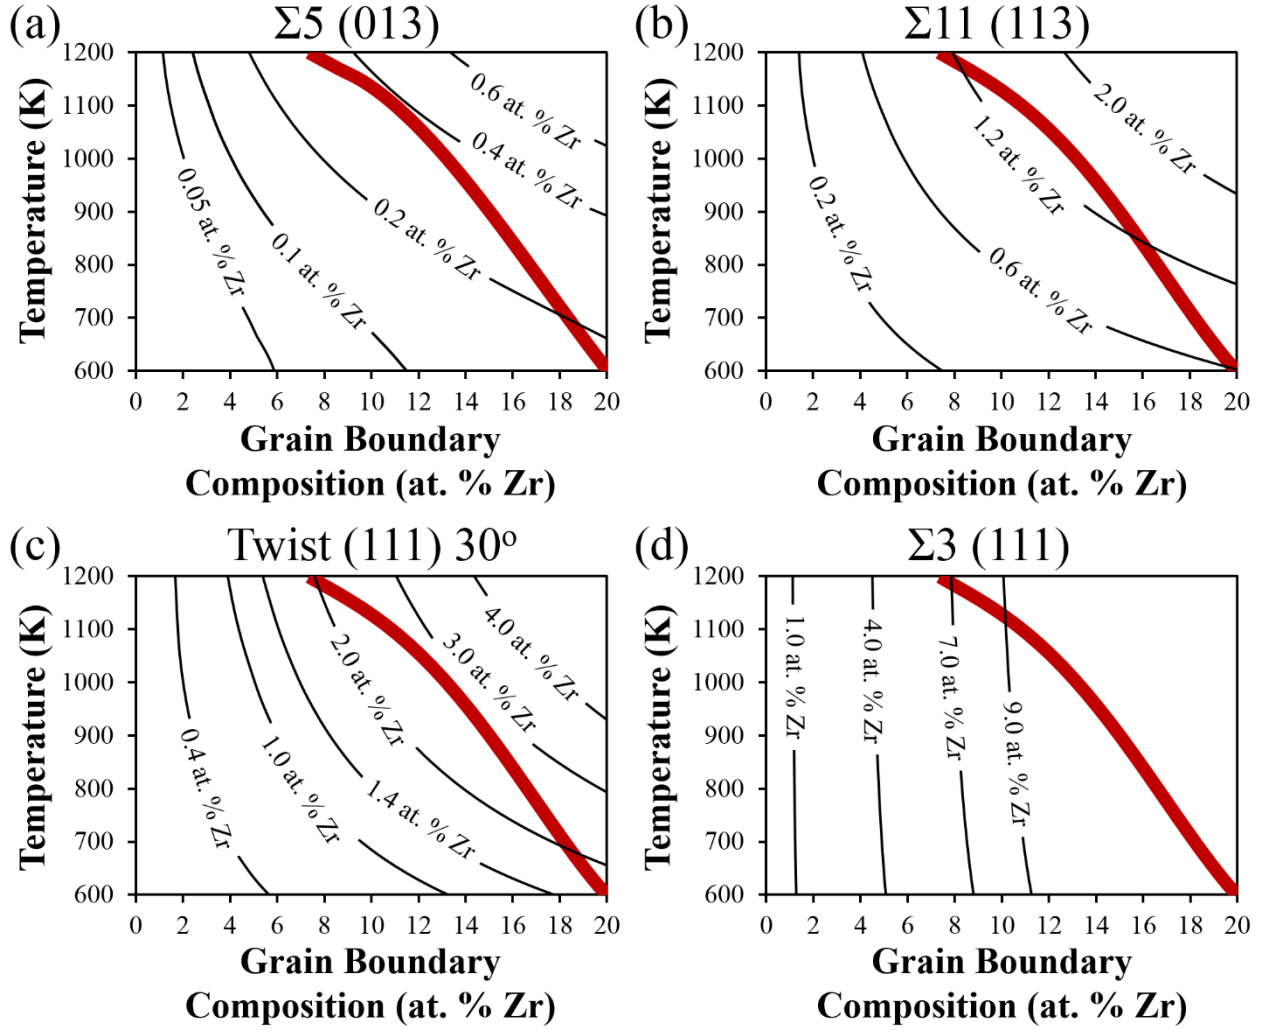 (a) Σ5 (013)
1200
1100
1000
900
800
700
600
Temperature (K)
0.05 at. % Zr
0.1 at. % Zr
0.2 at. % Zr
0.4 at. % Zr
0.6 at. % Zr
0 2 4 6 8 10 12 14 16 18 20
Grain Boundary
Composition (at. % Zr)
(b) Σ11 (113)
1200
1100
1000
900
800
700
600
Temperature (K)
0.2 at. % Zr
0.6 at. % Zr
1.2 at. % Zr
2.0 at. % Zr
0 2 4 6 8 10 12 14 16 18 20
Grain Boundary
Composition (at. % Zr)
(c) Twist (111) 30º
1200
1100
1000
900
800
700
600
Temperature (K)
0.4 at. % Zr
1.0 at. % Zr
1.4 at. % Zr
2.0 at. % Zr
3.0 at. % Zr
4.0 at. % Zr
0 2 4 6 8 10 12 14 16 18 20
Grain Boundary
Composition (at. % Zr)
(d) Σ3 (111)
1200
1100
1000
900
800
700
600
Temperature (K)
1.0 at. % Zr
4.0 at. % Zr
7.0 at. % Zr
9.0 at. % Zr
0 2 4 6 8 10 12 14 16 18 20
Grain Boundary
Composition (at. % Zr)